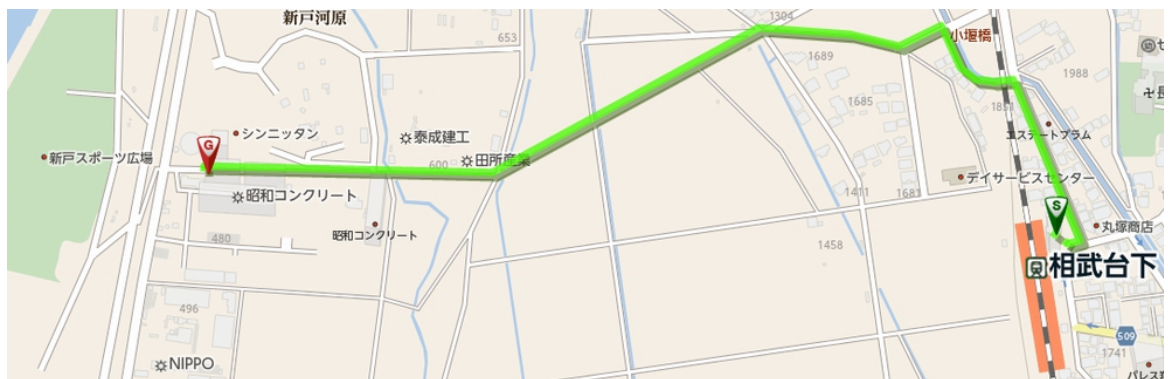 新戸河原
653
1304
小堰橋
1689
1988
1685
1831
エステートプラム
シンニッタン
泰成建工
新戸スポーツ広場
G
600
田所産業
デイサービスセンター
昭和コンクリート
1411
1681
S
丸塚商店
480
昭和コンクリート
1458
相武台下
496
509
1741
NIPPO